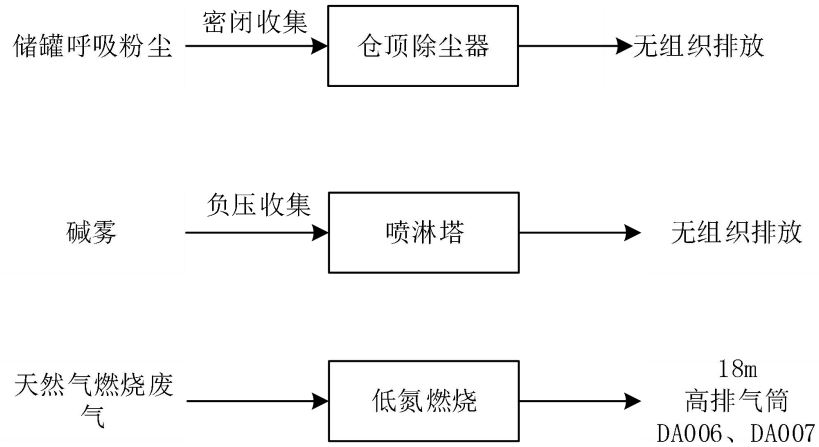 密闭收集
储罐呼吸粉尘
仓顶除尘器
无组织排放
负压收集
碱雾
喷淋塔
无组织排放
天然气燃烧废
气
低氮燃烧
18m
高排气筒
DA006、DA007